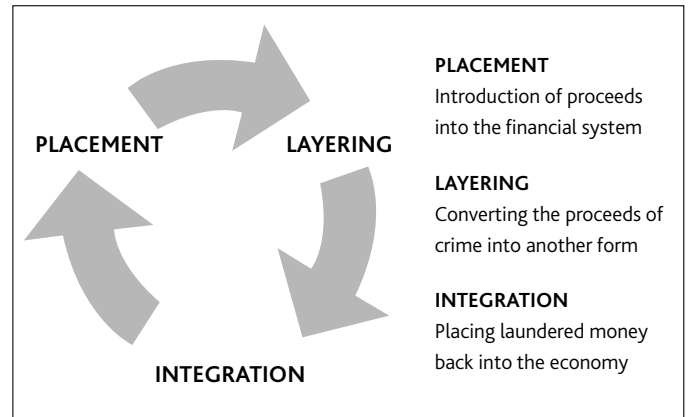 PLACEMENT
LAYERING
INTEGRATION
PLACEMENT
Introduction of proceeds
into the financial system
LAYERING
Converting the proceeds of
crime into another form
INTEGRATION
Placing laundered money
back into the economy